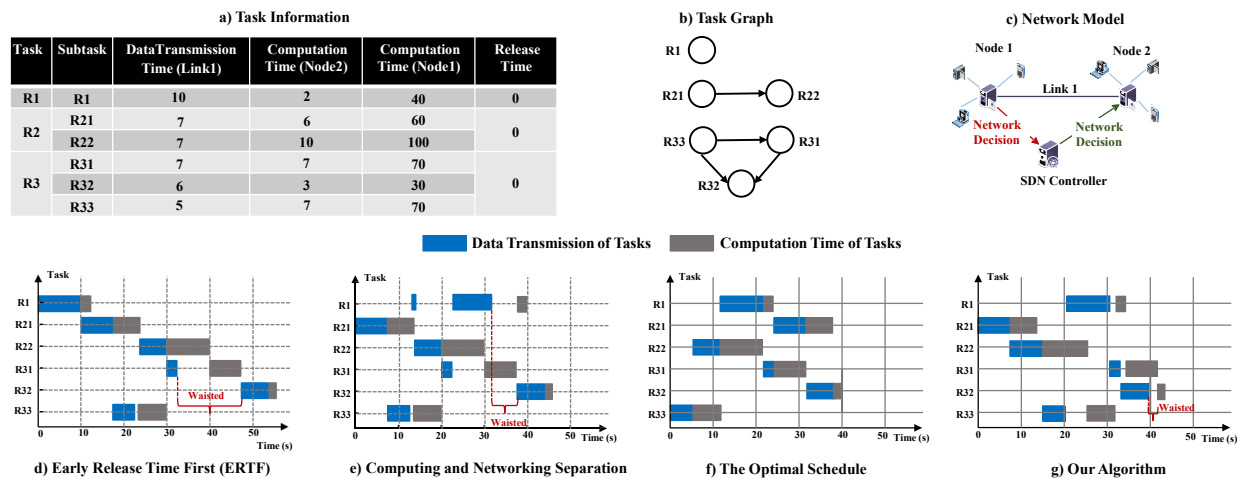 a) Task Information
Task Subtask DataTransmission Time (Link1) Computation Time (Node2) Computation Time (Node1) Release Time
R1 R1 10 2 40 0
R2 R21 7 6 60 0
R22 7 10 100
R3 R31 7 7 70 0
R32 6 3 30
R33 5 7 70
b) Task Graph
R1
R21 R22
R33 R31
R32
c) Network Model
Node 1 Node 2
Link 1
Network Decision
Network Decision
SDN Controller
Data Transmission of Tasks Computation Time of Tasks
Task
R1
R21
R22
R31
R32
R33
Waisted
0 10 20 30 40 50 Time (s)
d) Early Release Time First (ERTF)
Task
R1
R21
R22
R31
R32
R33
Waisted
0 10 20 30 40 50 Time (s)
e) Computing and Networking Separation
Task
R1
R21
R22
R31
R32
R33
0 10 20 30 40 50 Time (s)
f) The Optimal Schedule
Task
R1
R21
R22
R31
R32
R33
Waisted
0 10 20 30 40 50 Time (s)
g) Our Algorithm